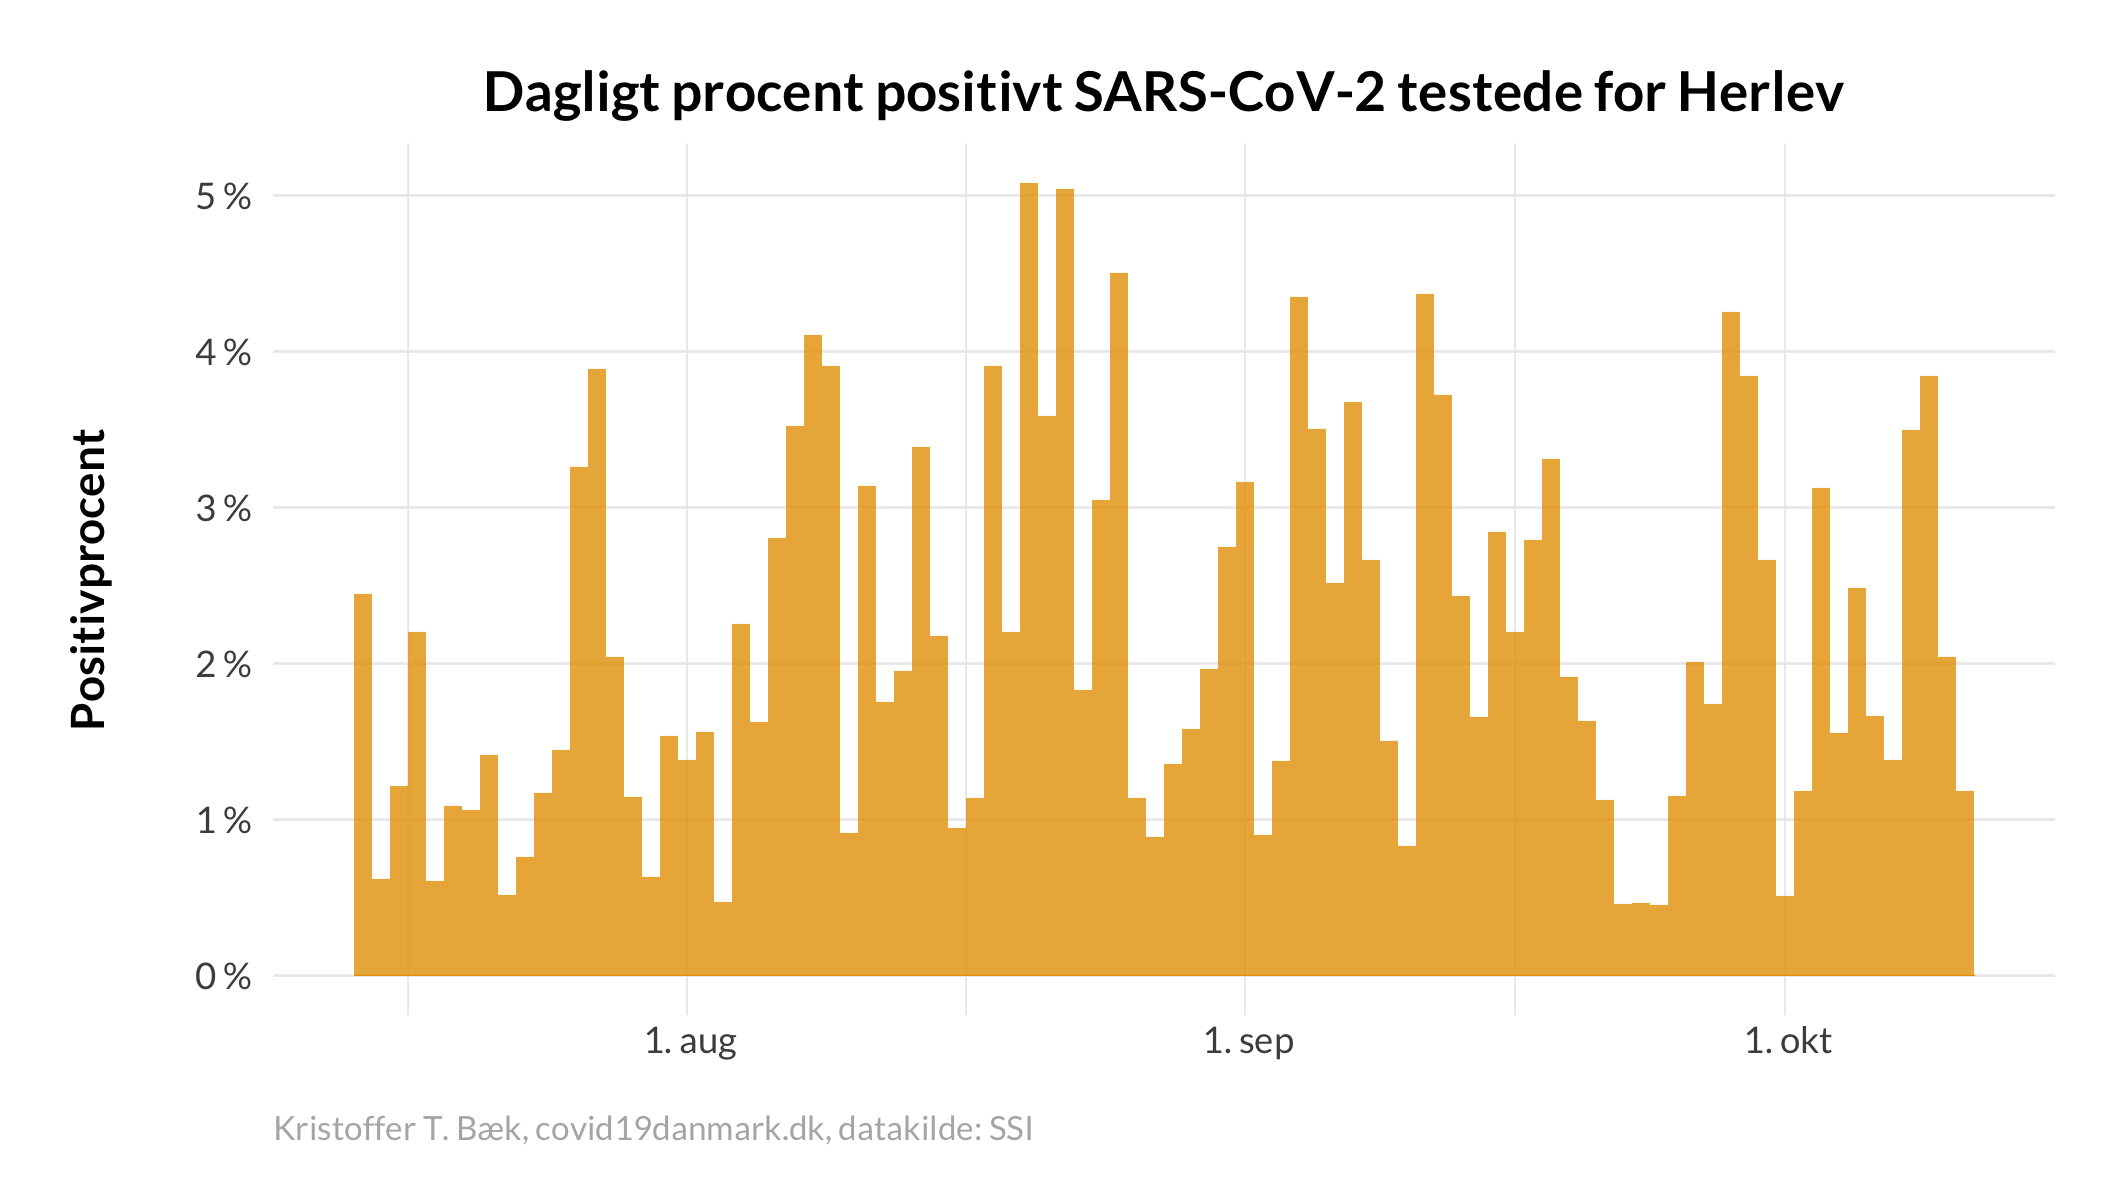 Dagligt procent positivt SARS-CoV-2 testede for Herlev
Positivprocent
5 %
4 %
3 %
2 %
1 %
0 %
1. aug
1. sep
1. okt
Kristoffer T. Bæk, covid19danmark.dk, datakilde: SSI